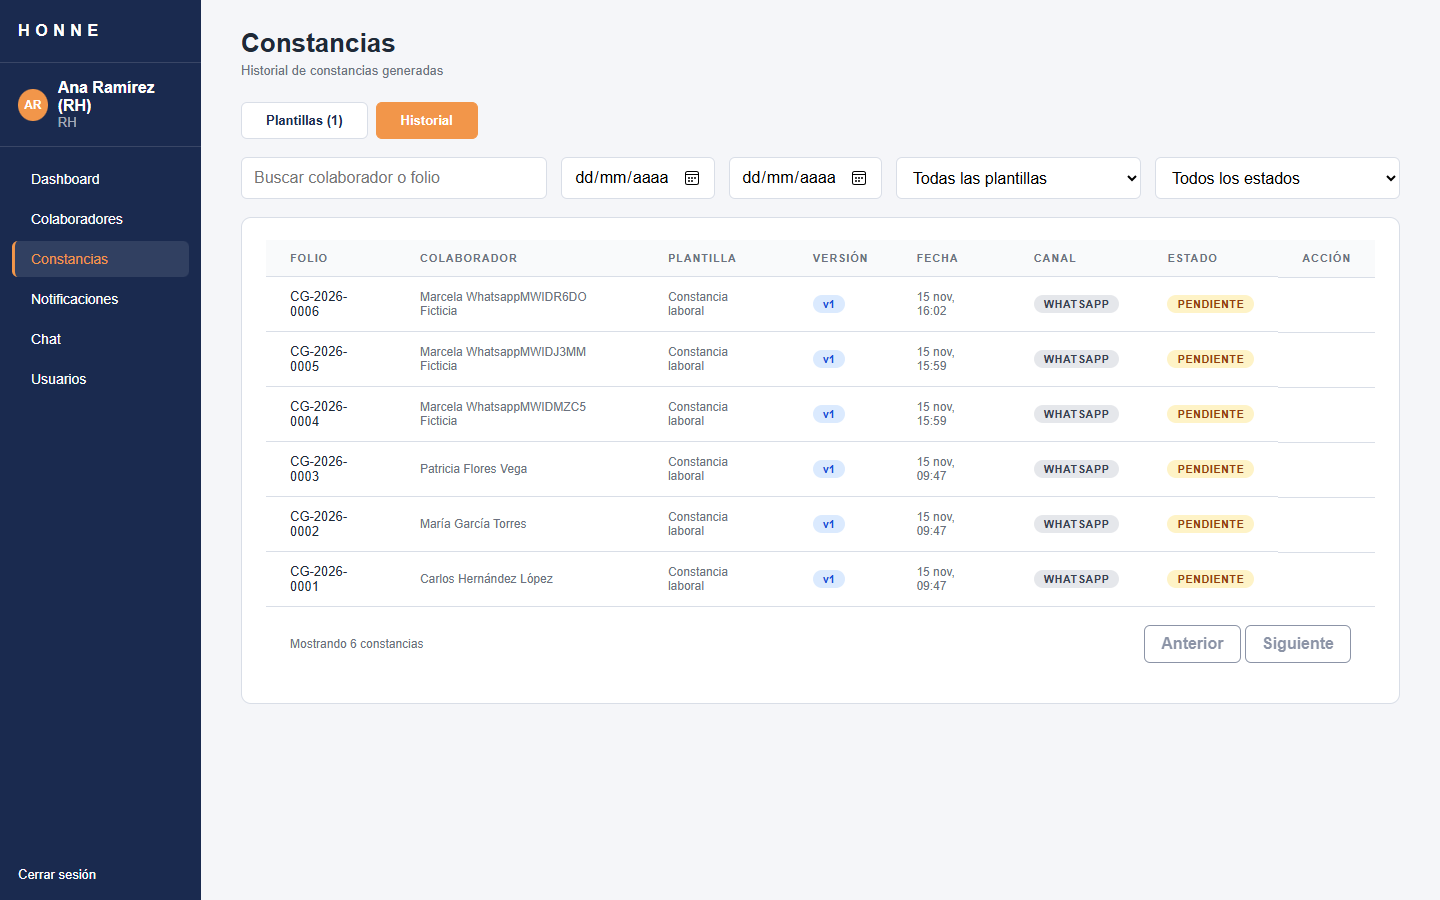 HONNE
AR
Ana Ramírez
(RH)
RH
Dashboard
Colaboradores
Constancias
Notificaciones
Chat
Usuarios
Cerrar sesión
Constancias
Historial de constancias generadas
Plantillas (1)
Historial
Buscar colaborador o folio
dd/mm/aaaa
dd/mm/aaaa
Todas las plantillas
Todos los estados
FOLIO COLABORADOR PLANTILLA VERSIÓN FECHA CANAL ESTADO ACCIÓN
CG-2026- Marcela WhatsappMWIDR6DO Constancia v1 15 nov, WHATSAPP PENDIENTE
0006 Ficticia laboral 16:02
CG-2026- Marcela WhatsappMWIDJ3MM Constancia v1 15 nov, WHATSAPP PENDIENTE
0005 Ficticia laboral 15:59
CG-2026- Marcela WhatsappMWIDMZC5 Constancia v1 15 nov, WHATSAPP PENDIENTE
0004 Ficticia laboral 15:59
CG-2026- Patricia Flores Vega Constancia v1 15 nov, WHATSAPP PENDIENTE
0003 laboral 09:47
CG-2026- María García Torres Constancia v1 15 nov, WHATSAPP PENDIENTE
0002 laboral 09:47
CG-2026- Carlos Hernández López Constancia v1 15 nov, WHATSAPP PENDIENTE
0001 laboral 09:47
Mostrando 6 constancias
Anterior
Siguiente